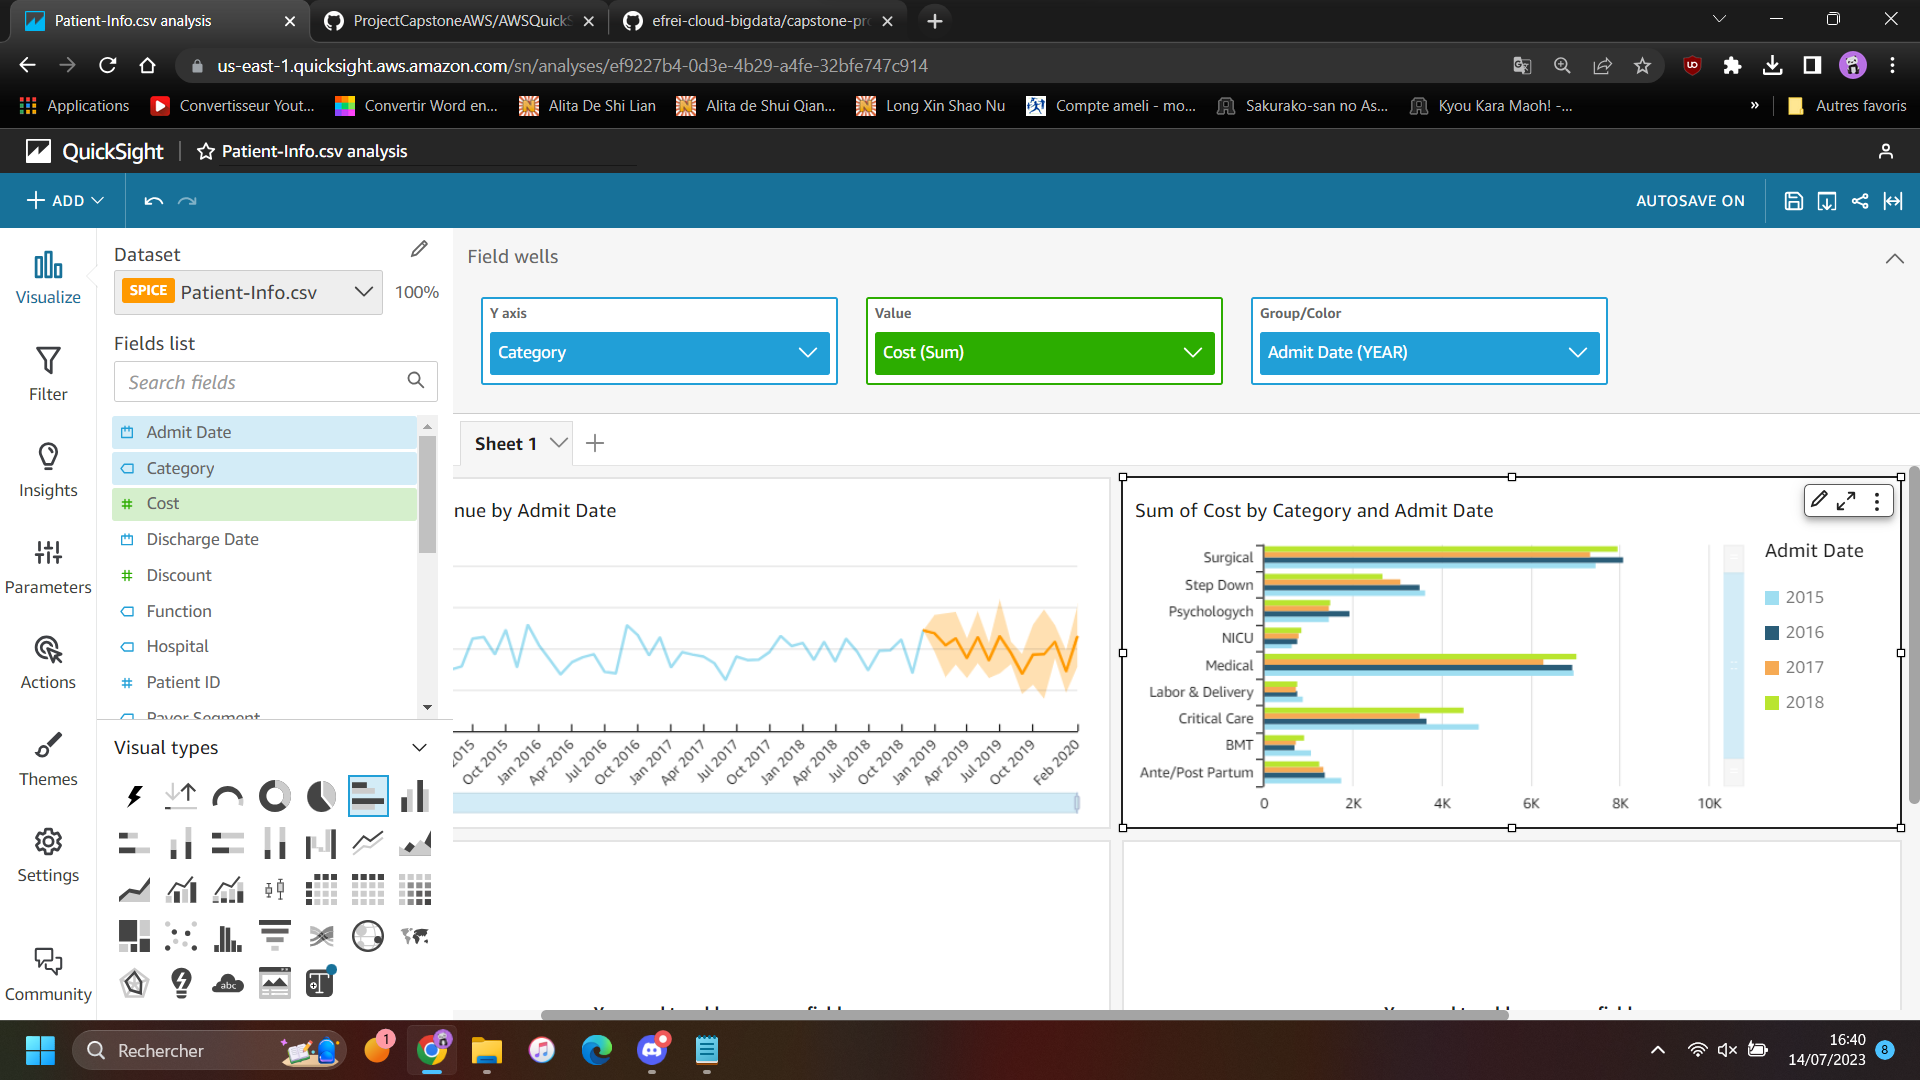 Patient-Info.csv analysis
ProjectCapstoneAWS/AWSQuickS
efrei-cloud-bigdata/capstone-pro
us-east-1.quicksight.aws.amazon.com/sn/analyses/ef9227b4-0d3e-4b29-a4fe-32bfe747c914
Applications
Convertisseur Yout...
Convertir Word en...
Alita De Shi Lian
Alita de Shui Qian...
Long Xin Shao Nu
Compte ameli - mo...
Sakurako-san no As...
Kyou Kara Maoh! -...
»
Autres favoris
QuickSight
Patient-Info.csv analysis
ADD
AUTOSAVE ON
Visualize
Filter
Insights
Parameters
Actions
Themes
Settings
Community
Dataset
SPICE Patient-Info.csv
100%
Fields list
Search fields
Admit Date
Category
Cost
Discharge Date
Discount
Function
Hospital
Patient ID
Payor Segment
Visual types
abc
Field wells
Y axis
Category
Value
Cost (Sum)
Group/Color
Admit Date (YEAR)
Sheet 1
nue by Admit Date
2015
Oct 2015
Jan 2016
Apr 2016
Jul 2016
Oct 2016
Jan 2017
Apr 2017
Jul 2017
Oct 2017
Jan 2018
Apr 2018
Jul 2018
Oct 2018
Jan 2019
Apr 2019
Jul 2019
Oct 2019
Feb 2020
Sum of Cost by Category and Admit Date
Surgical
Step Down
Psychologych
NICU
Medical
Labor & Delivery
Critical Care
BMT
Ante/Post Partum
0
2K
4K
6K
8K
10K
Admit Date
2015
2016
2017
2018
Rechercher
1
16:40
14/07/2023
8